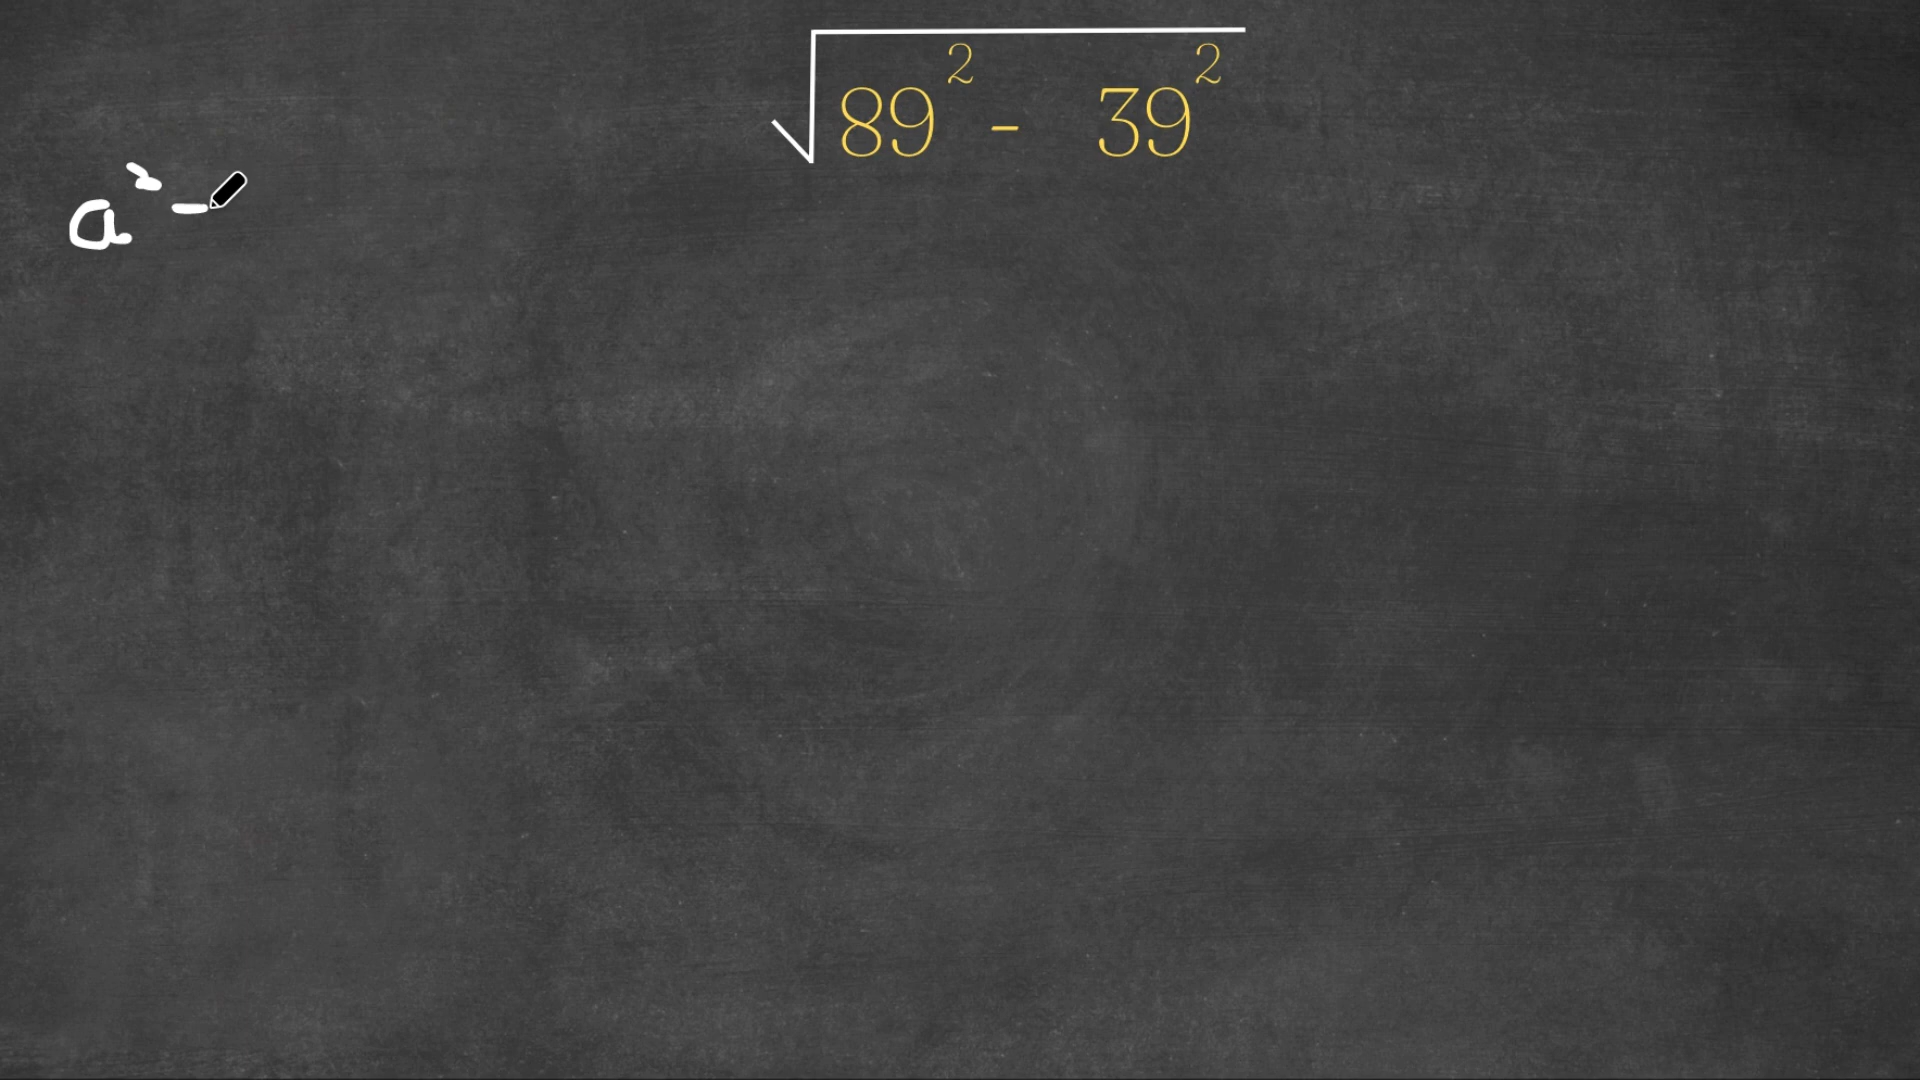 √89² - 39²
a² -